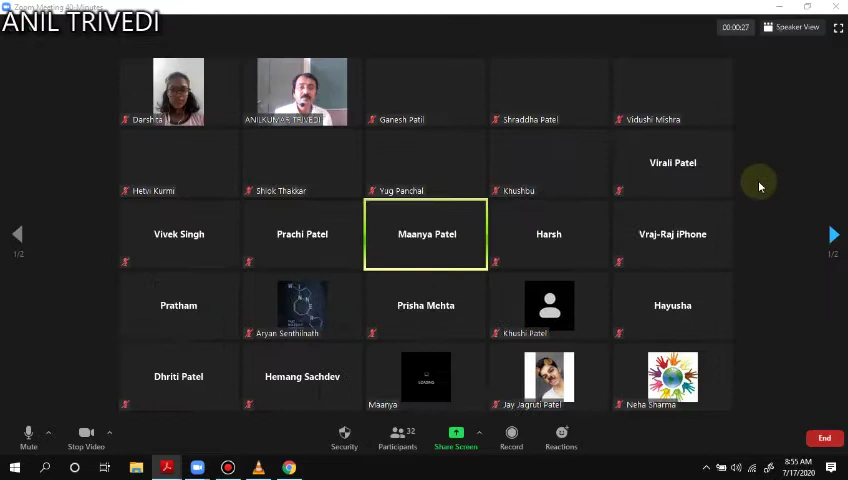 Zoom Meeting 40-Minutes
ANIL TRIVEDI
00:00:27
Speaker View
Darshita
ANILKUMAR TRIVEDI
Ganesh Patil
Shraddha Patel
Vidushi Mishra
Hetvi Kurmi
Shlok Thakkar
Yug Panchal
Khushbu
Virali Patel
Vivek Singh
Prachi Patel
Maanya Patel
Harsh
Vraj-Raj iPhone
1/2
1/2
Pratham
Aryan Senthilnath
Prisha Mehta
Khushi Patel
Hayusha
Dhriti Patel
Hemang Sachdev
LOADING
Maanya
Jay Jagruti Patel
Neha Sharma
Mute
Stop Video
Security
Participants
32
Share Screen
Record
Reactions
End
8:55 AM
7/17/2020